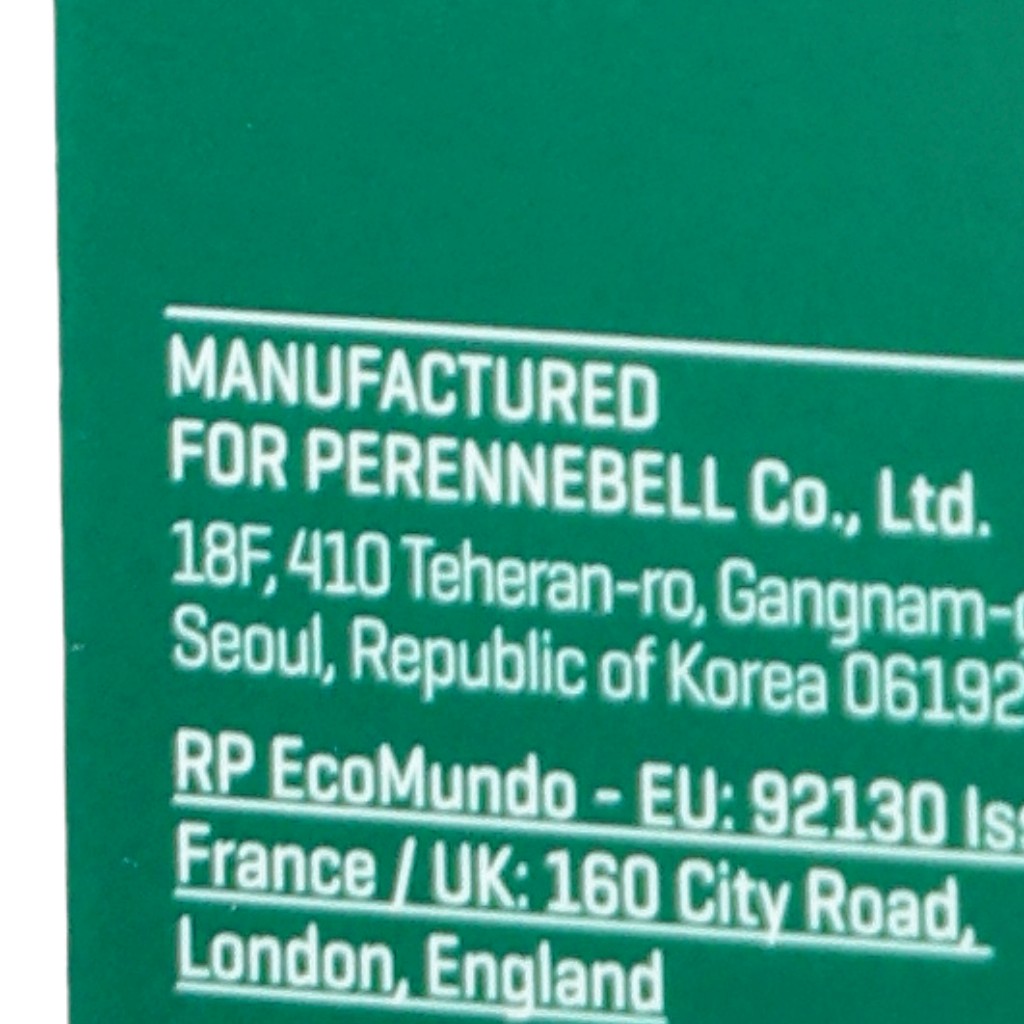 MANUFACTURED
FOR PERENNEBELL Co., Ltd.
18F, 410 Teheran-ro, Gangnam-
Seoul, Republic of Korea 06192
RP EcoMundo - EU: 92130 Iss
France / UK: 160 City Road,
London, England